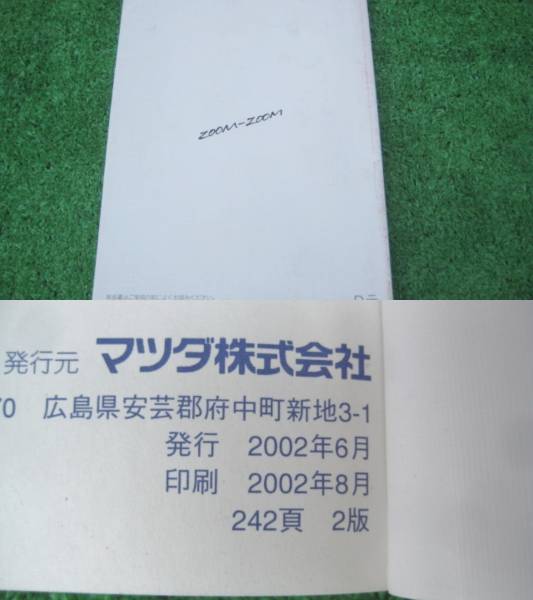 ZOOM-ZOOM
発行元 マツダ株式会社
70 広島県安芸郡府中町新地3-1
発行 2002年6月
印刷 2002年8月
242頁 2版